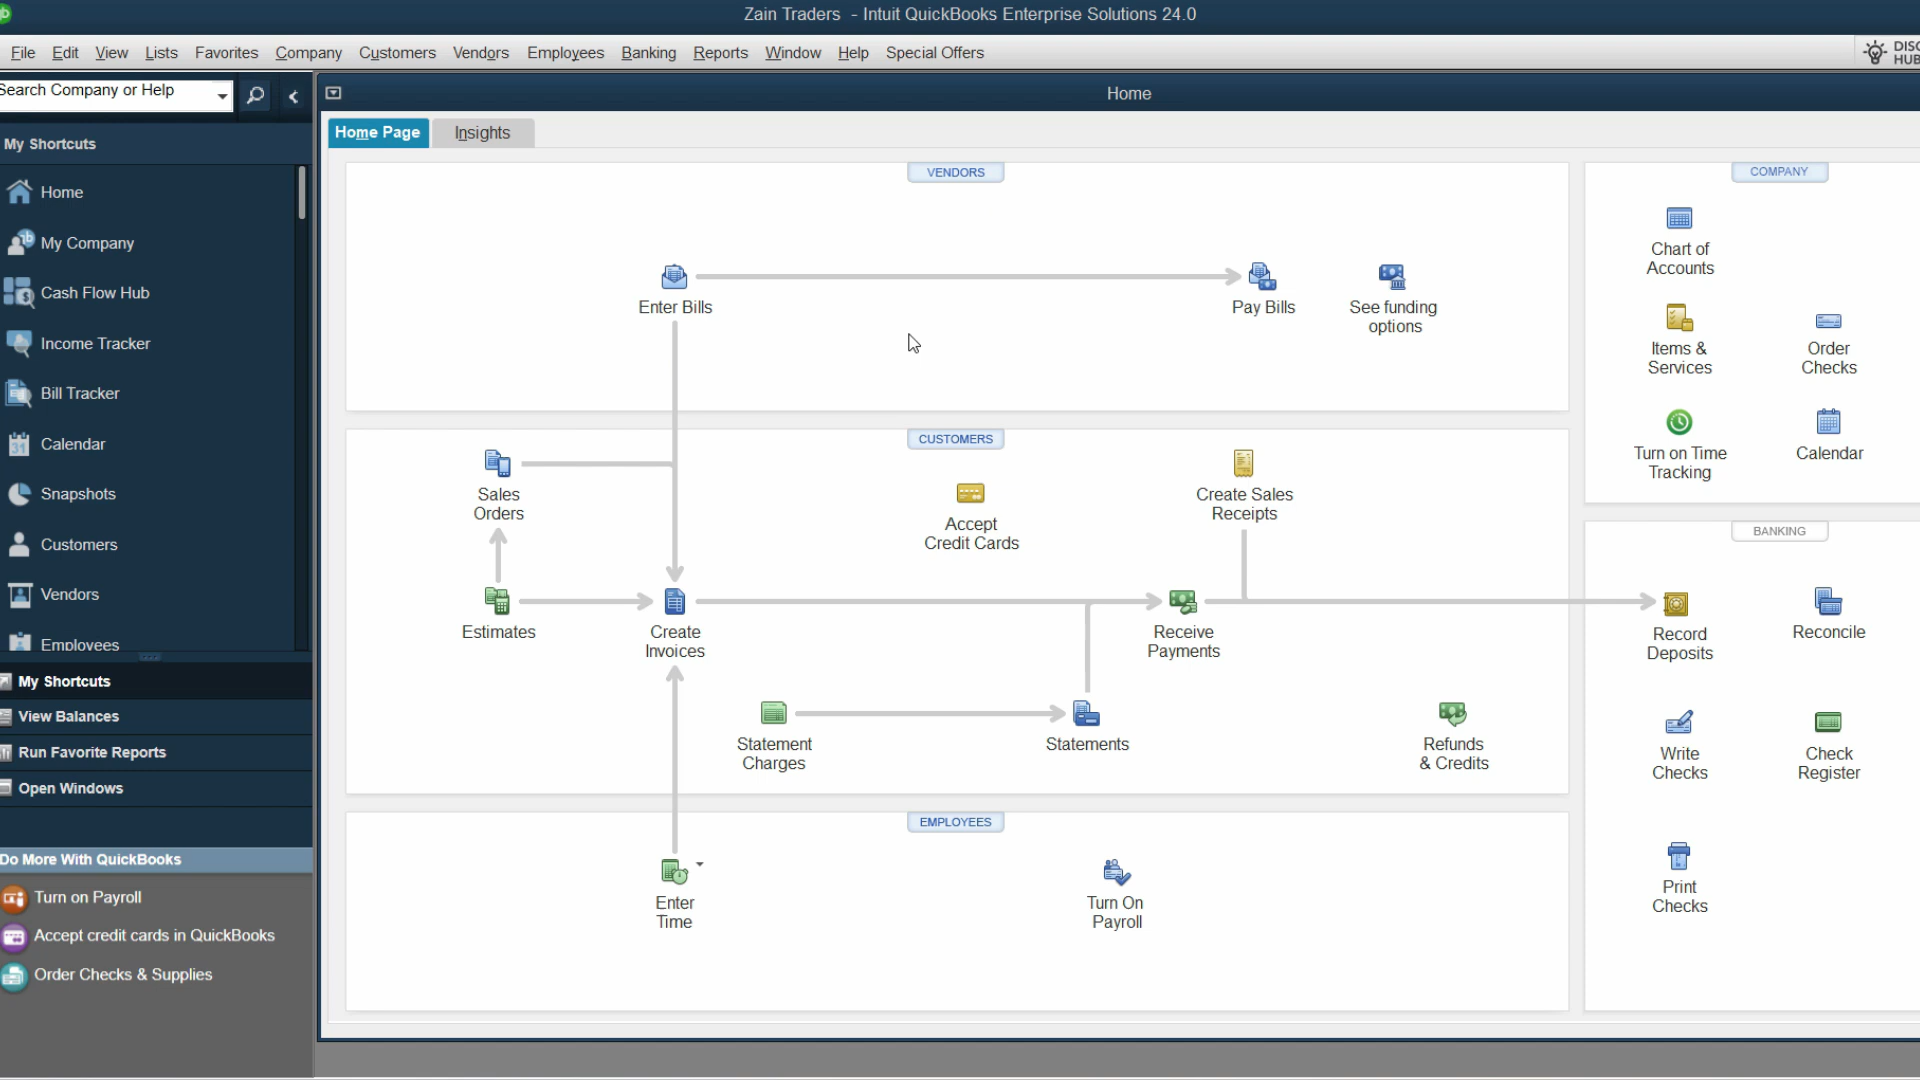 Zain Traders - Intuit QuickBooks Enterprise Solutions 24.0
File Edit View Lists Favorites Company Customers Vendors Employees Banking Reports Window Help Special Offers
Search Company or Help
My Shortcuts
Home
My Company
Cash Flow Hub
Income Tracker
Bill Tracker
Calendar
Snapshots
Customers
Vendors
Employees
My Shortcuts
View Balances
Run Favorite Reports
Open Windows
Do More With QuickBooks
Turn on Payroll
Accept credit cards in QuickBooks
Order Checks & Supplies
Home
Home Page Insights
VENDORS
Enter Bills
Pay Bills
See funding
options
CUSTOMERS
Sales
Orders
Accept
Credit Cards
Create Sales
Receipts
Estimates
Create
Invoices
Receive
Payments
Statement
Charges
Statements
Refunds
& Credits
EMPLOYEES
Enter
Time
Turn On
Payroll
COMPANY
Chart of
Accounts
Items &
Services
Order
Checks
Turn on Time
Tracking
Calendar
BANKING
Record
Deposits
Reconcile
Write
Checks
Check
Register
Print
Checks